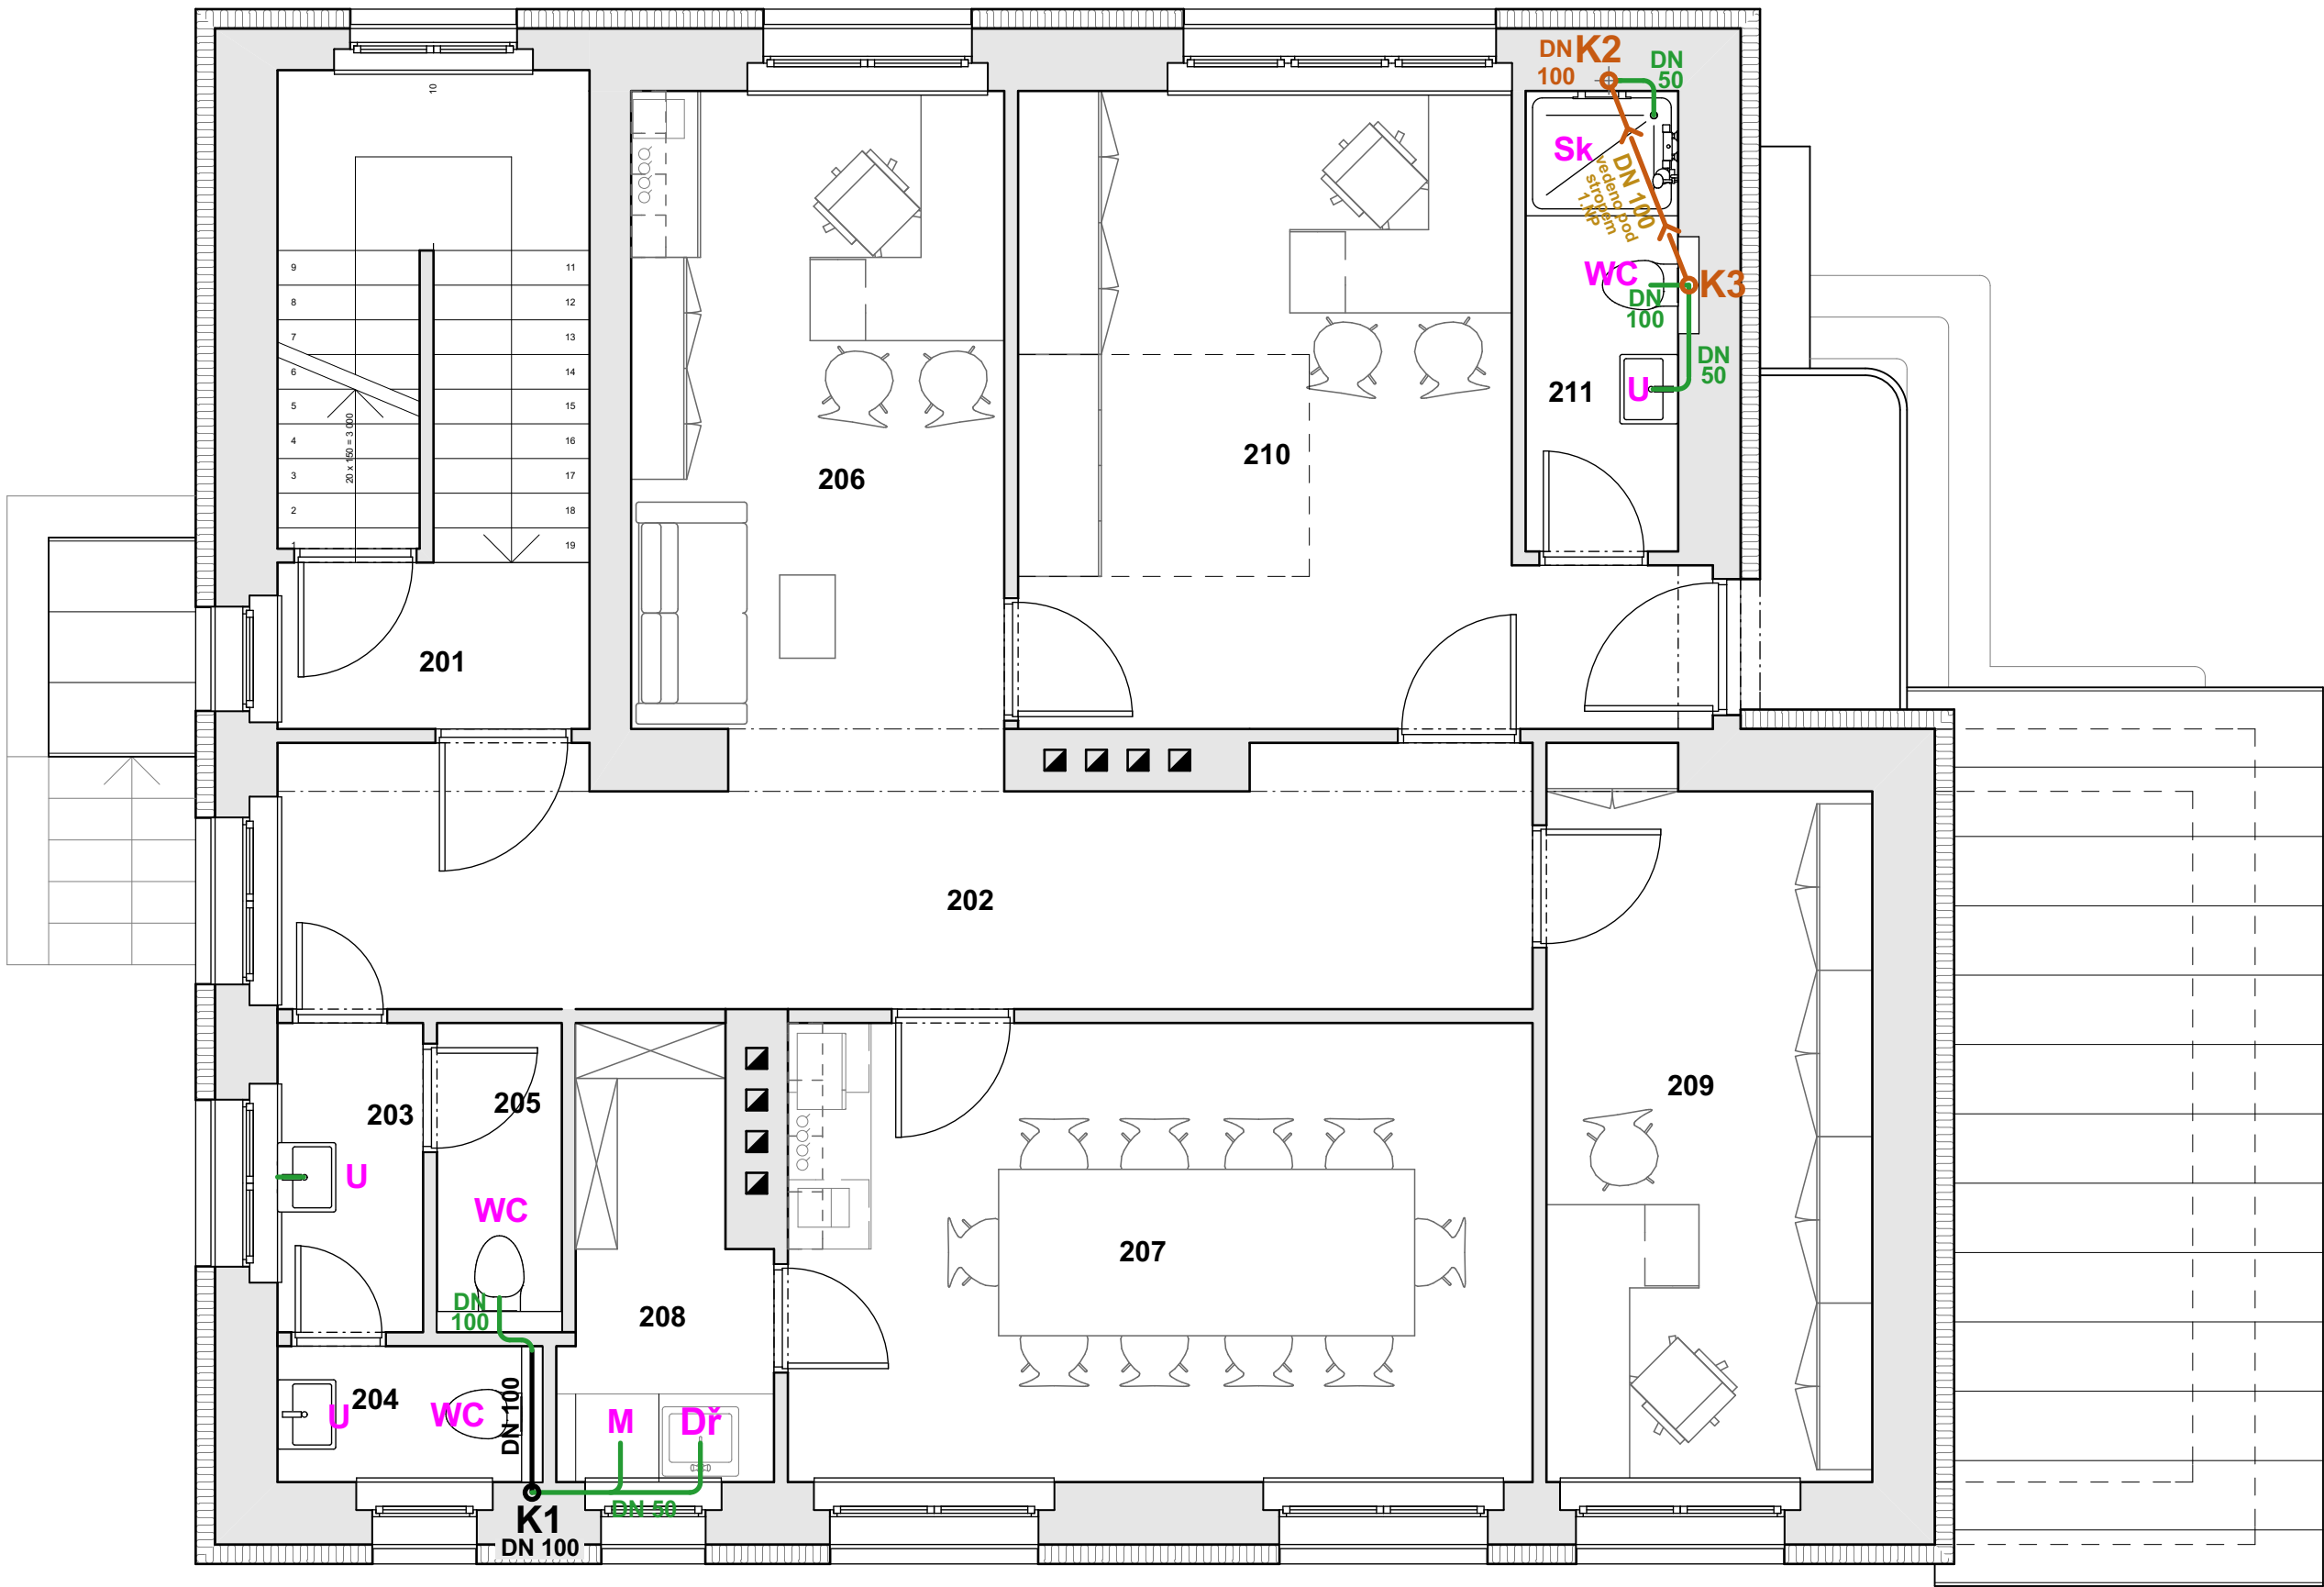 DN K2
100
DN
50
10
Sk
DN 100
vedeno pod
stropem
1.NP
9
11
8
12
WC
K3
DN
100
7
13
6
14
DN
50
211
U
5
15
4
16
20 x 150 = 3 000
3
17
206
210
2
18
1
19
201
202
203
205
209
U
WC
207
DN
100
208
204
U
WC
DN 100
M
Dř
DN 50
K1
DN 100